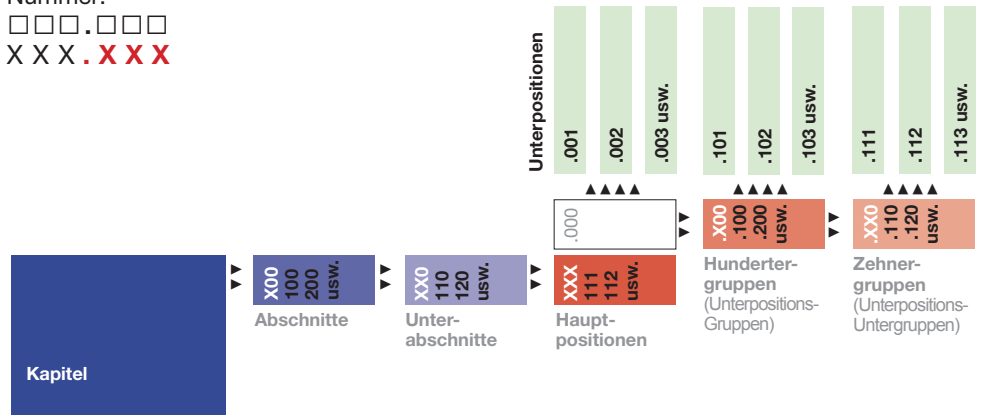 Nummer:
□□□.□□□
XXX.XXX
Unterpositionen
.001
.002
.003 usw.
.101
.102
.103 usw.
.111
.112
.113 usw.
.000
.X00
.100
.200
usw.
.XX0
.110
.120
usw.
Kapitel
X00
100
200
usw.
Abschnitte
XX0
110
120
usw.
Unter-
abschnitte
XXX
111
112
usw.
Haupt-
positionen
Hunderter-
gruppen
(Unterpositions-
Gruppen)
Zehner-
gruppen
(Unterpositions-
Untergruppen)